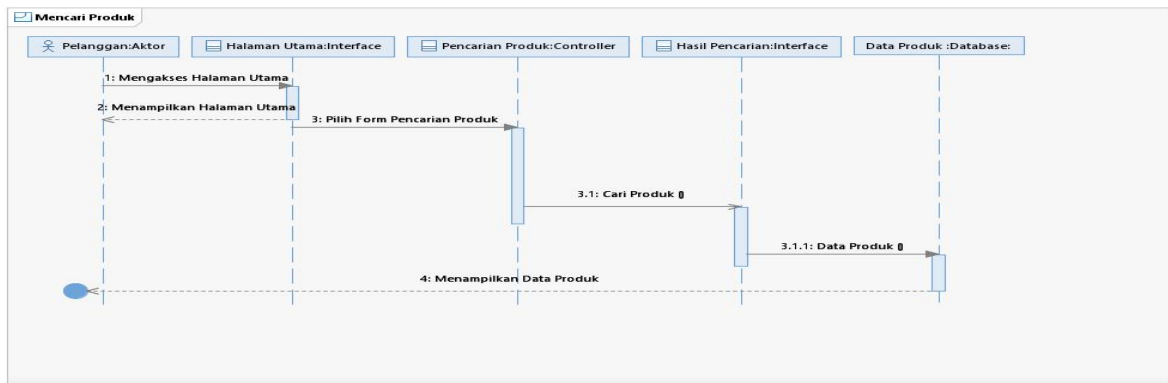 Mencari Produk
Pelanggan:Aktor
Halaman Utama:Interface
Pencarian Produk:Controller
Hasil Pencarian:Interface
Data Produk :Database:
1: Mengakses Halaman Utama
2: Menampilkan Halaman Utama
3: Pilih Form Pencarian Produk
3.1: Cari Produk ()
3.1.1: Data Produk ()
4: Menampilkan Data Produk